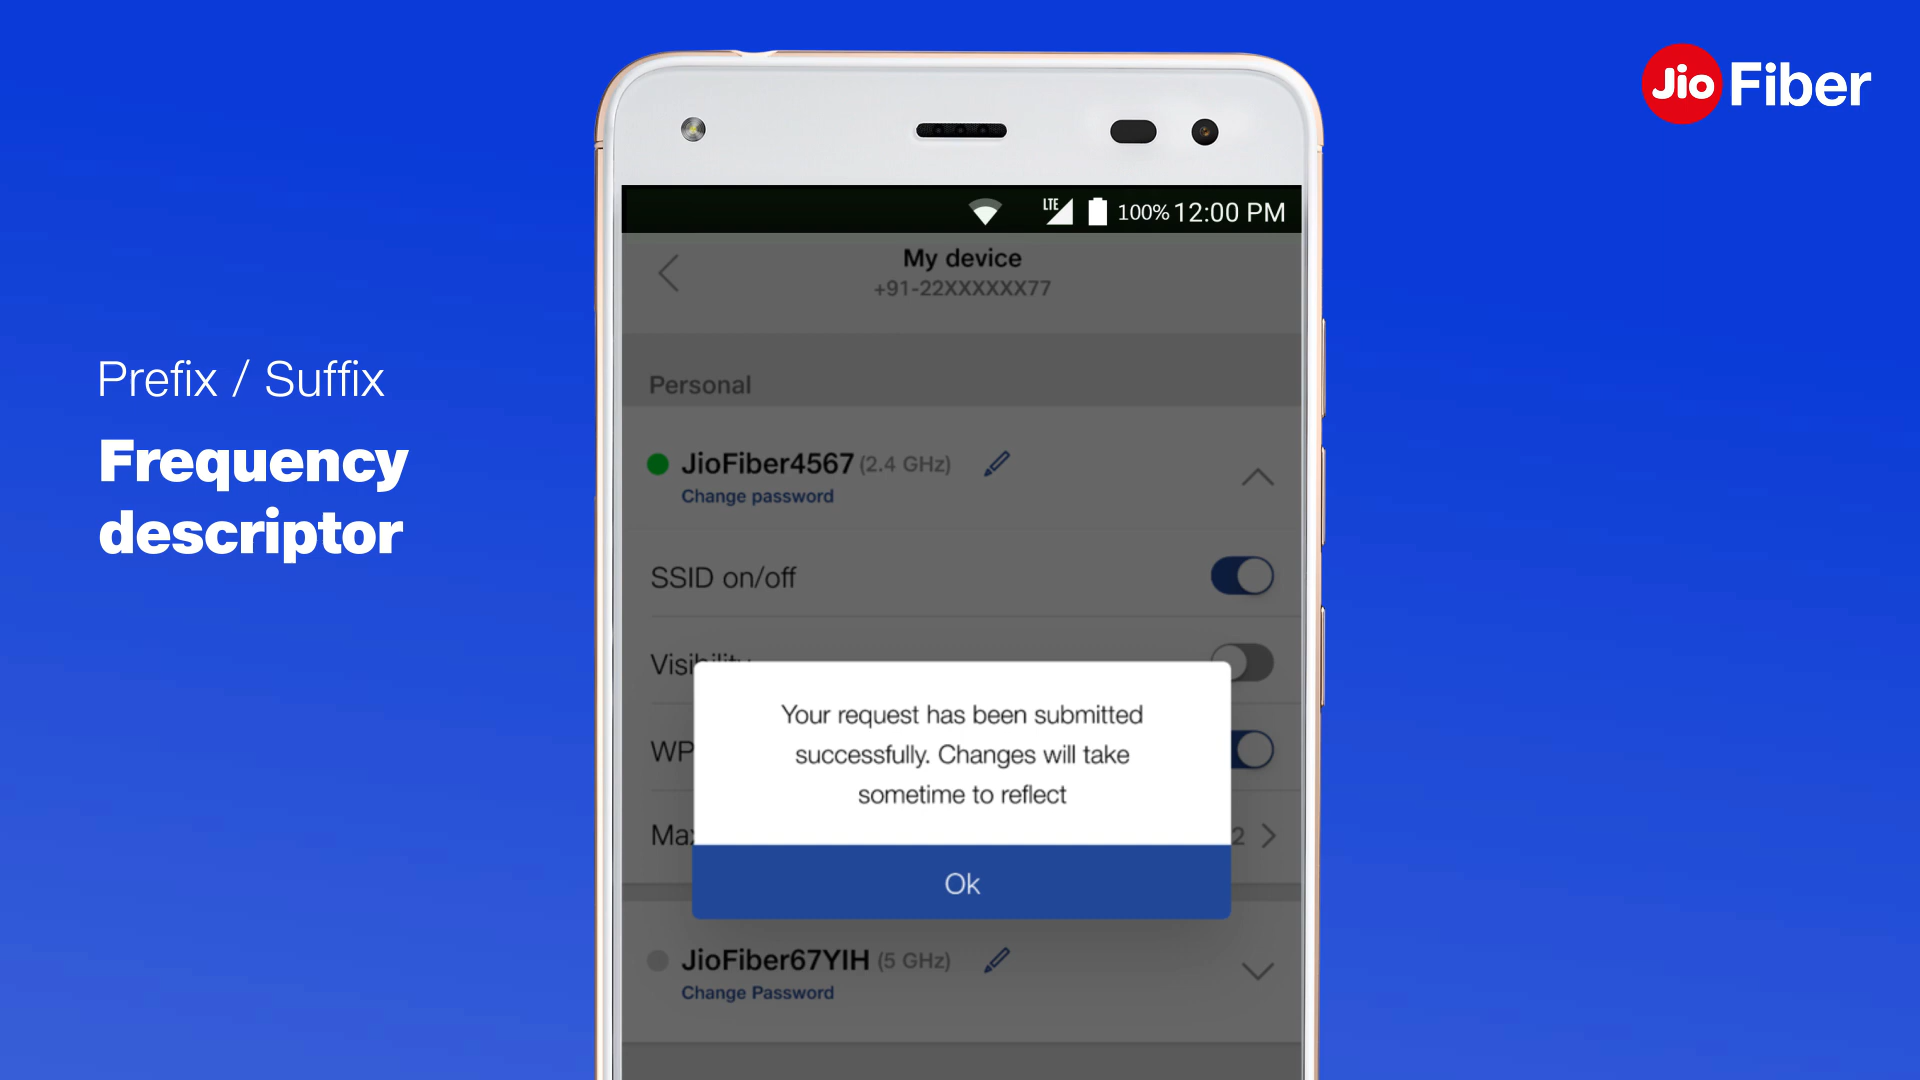 Jio Fiber
LTE 100% 12:00 PM
My device
+91-22XXXXXX77
Prefix / Suffix
Frequency
descriptor
Personal
JioFiber4567 (2.4 GHz)
Change password
SSID on/off
Your request has been submitted
successfully. Changes will take
sometime to reflect
2
Ok
JioFiber67YIH (5 GHz)
Change Password